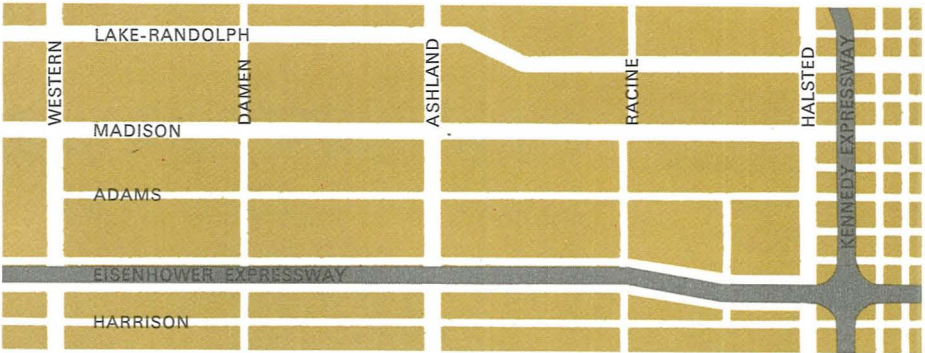 LAKE-RANDOLPH
WESTERN
DAMEN
ASHLAND
RACINE
HALSTED
KENNEDY EXPRESSWAY
MADISON
ADAMS
EISENHOWER EXPRESSWAY
HARRISON